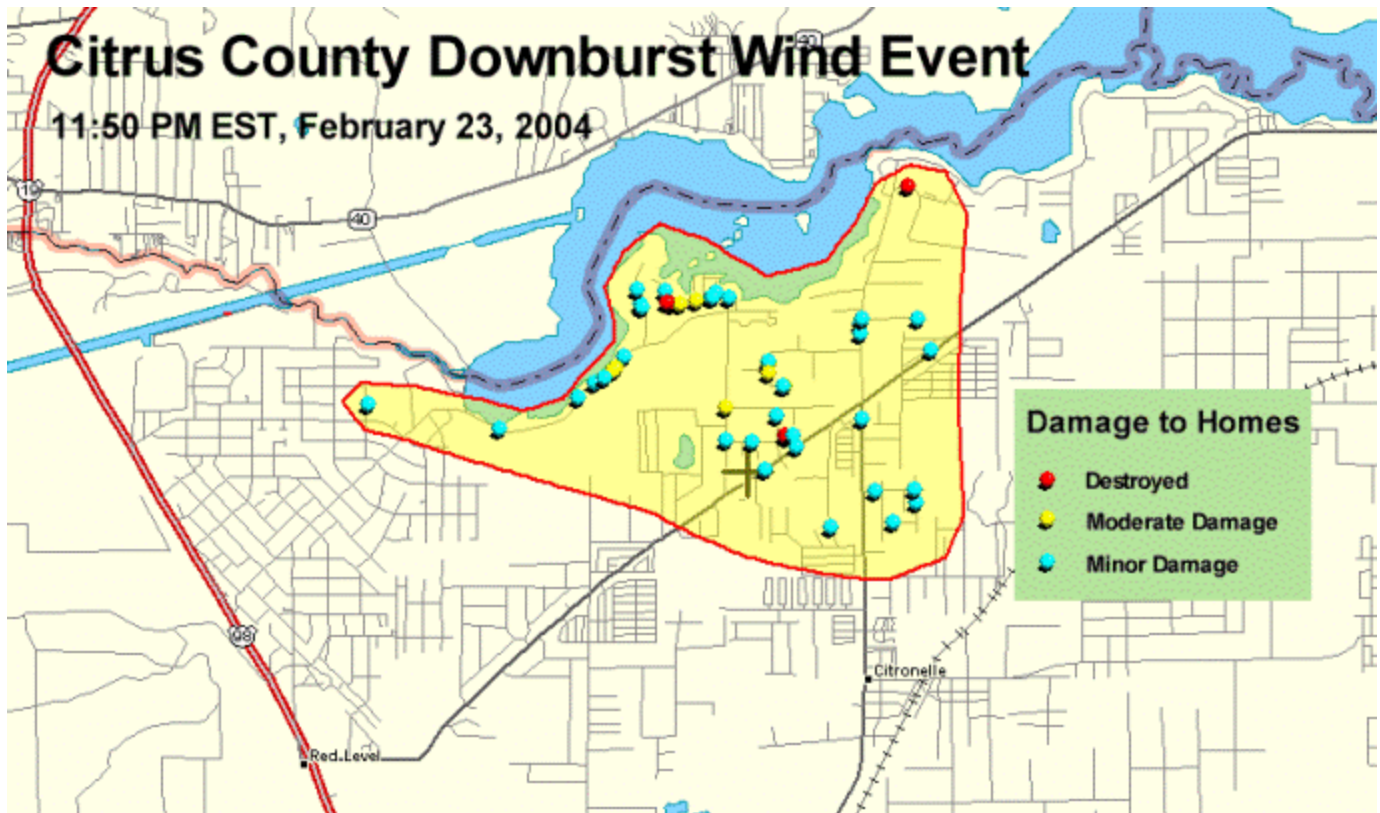 Citrus County Downburst Wind Event
40
11:50 PM EST, February 23, 2004
19
40
Damage to Homes
Destroyed
Moderate Damage
Minor Damage
98
Citronelle
Red Level